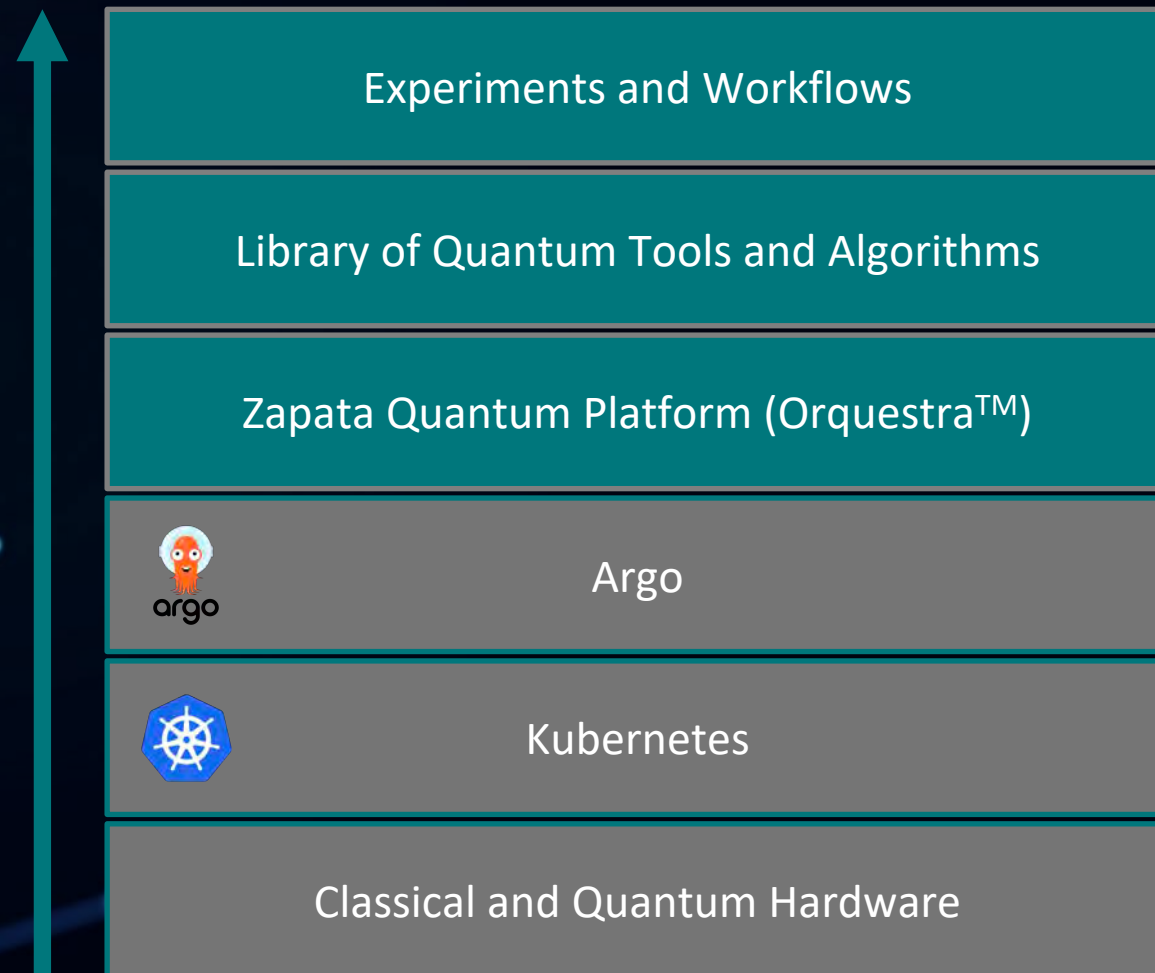 Experiments and Workflows
Library of Quantum Tools and Algorithms
Zapata Quantum Platform (Orquestra™)
argo
Argo
Kubernetes
Classical and Quantum Hardware